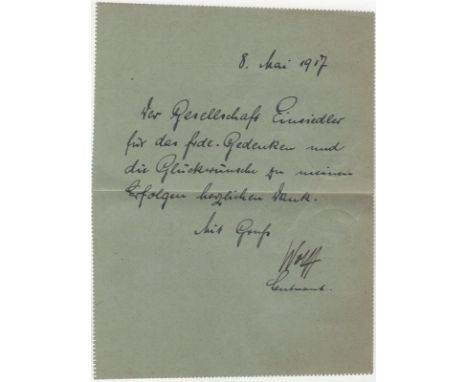 8. Mai 1917
Der Gesellschaft Einsiedler
für das frdl. Gedenken und
die Glückwünsche zu meinen
Erfolgen herzlichen Dank.
Mit Gruß
Wolff
Leutnant.